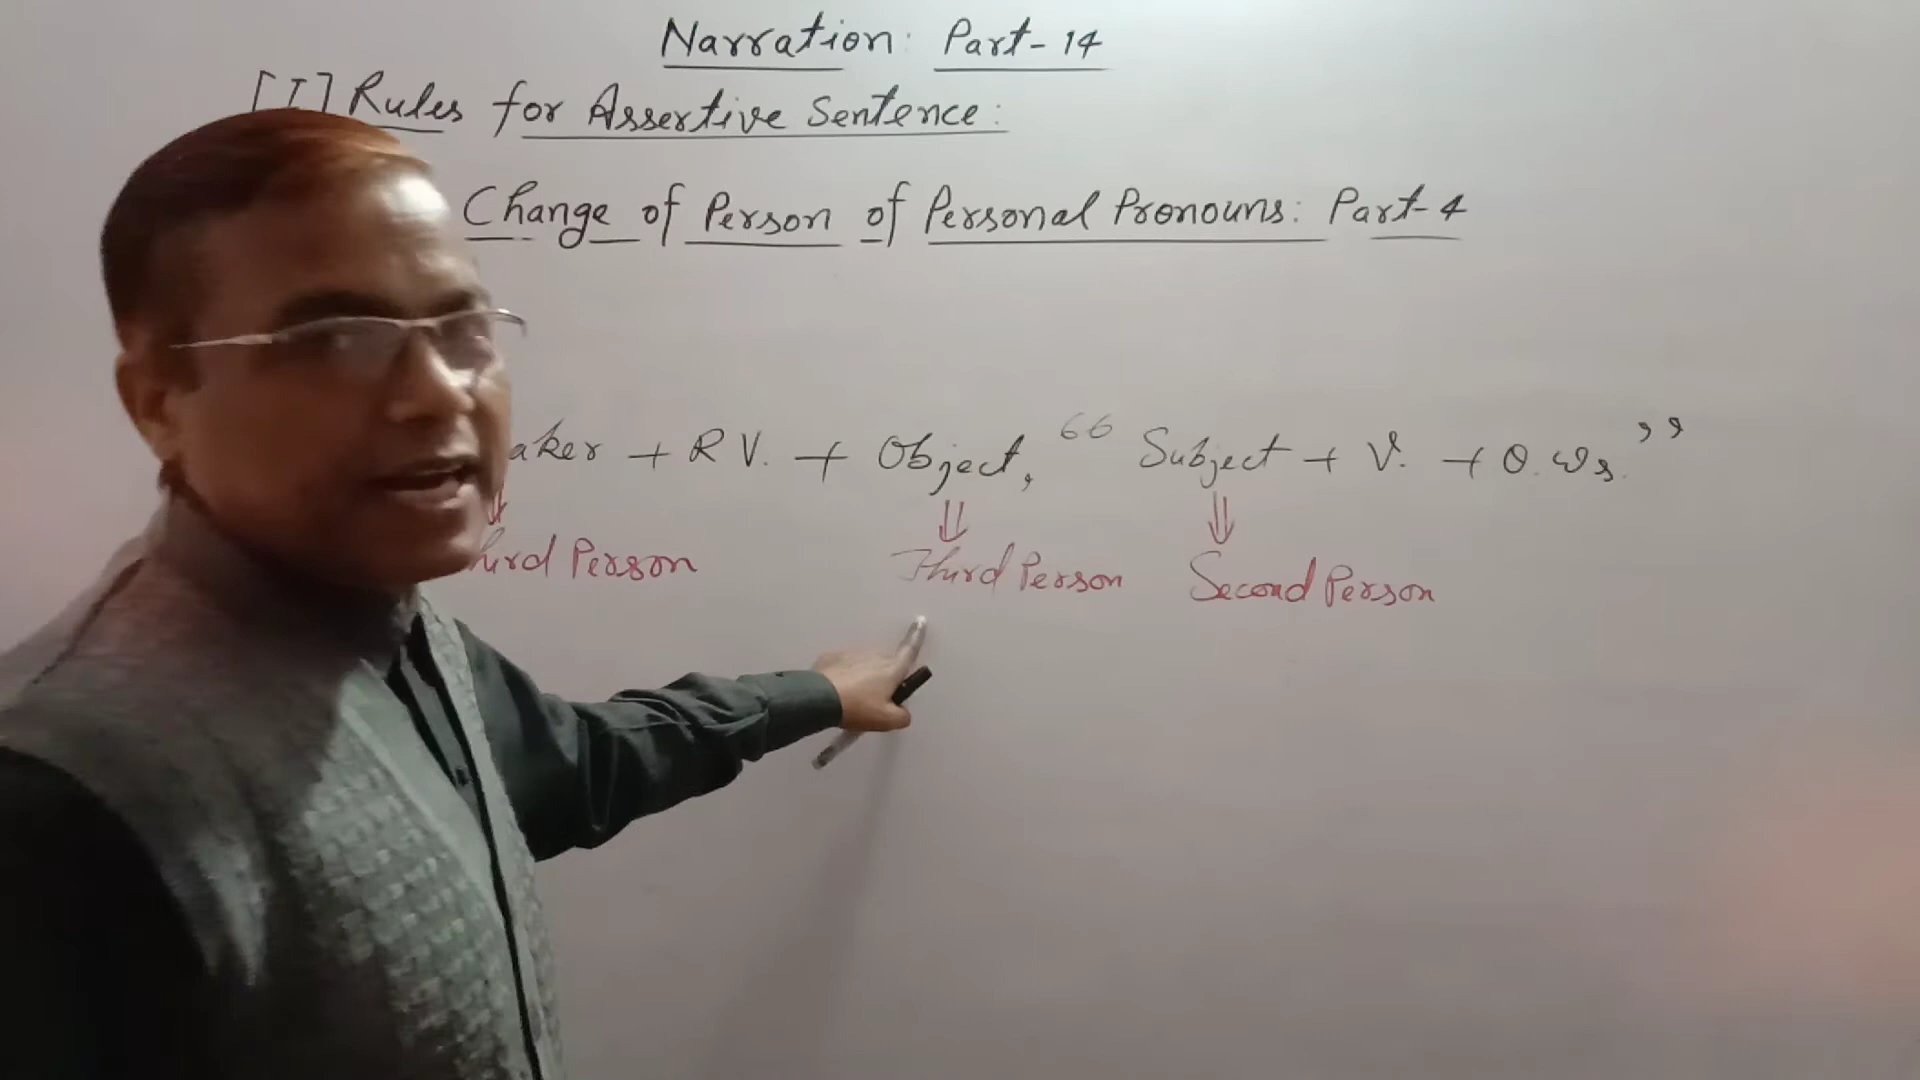 Narration: Part-14
[I] Rules for Assertive Sentence:
Change of Person of Personal Pronouns: Part-4
aker + R V. + Object, “ Subject + V. + O. Ws. ”
hird Person Third Person Second Person